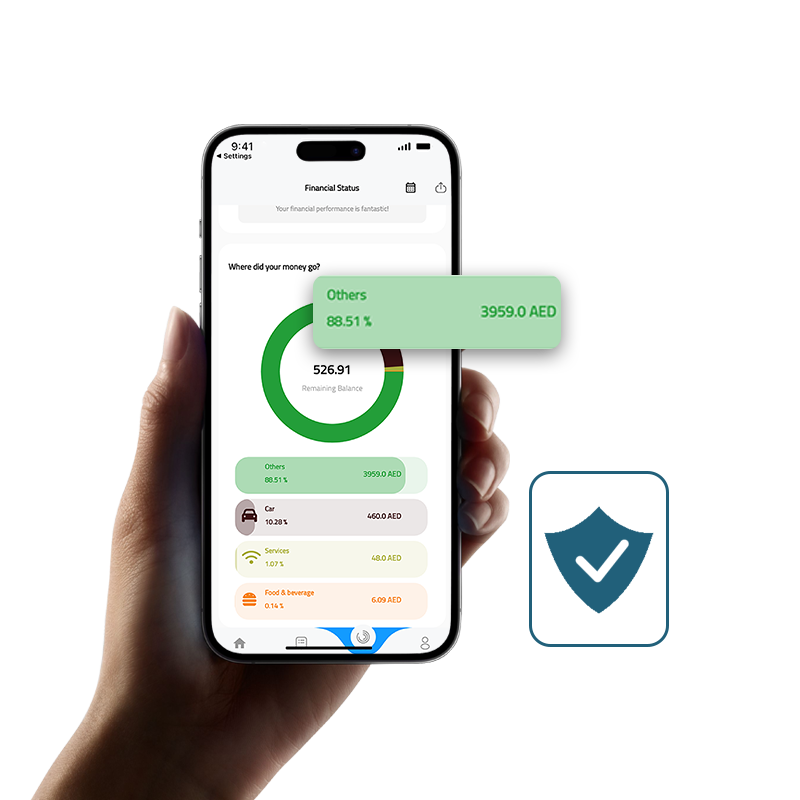 9:41
◀ Settings
Financial Status
Your financial performance is fantastic!
Where did your money go?
Others
88.51 %
3959.0 AED
526.91
Remaining Balance
Others
88.51 %
3959.0 AED
Car
10.28 %
460.0 AED
Services
1.07 %
48.0 AED
Food & beverage
0.14 %
6.09 AED